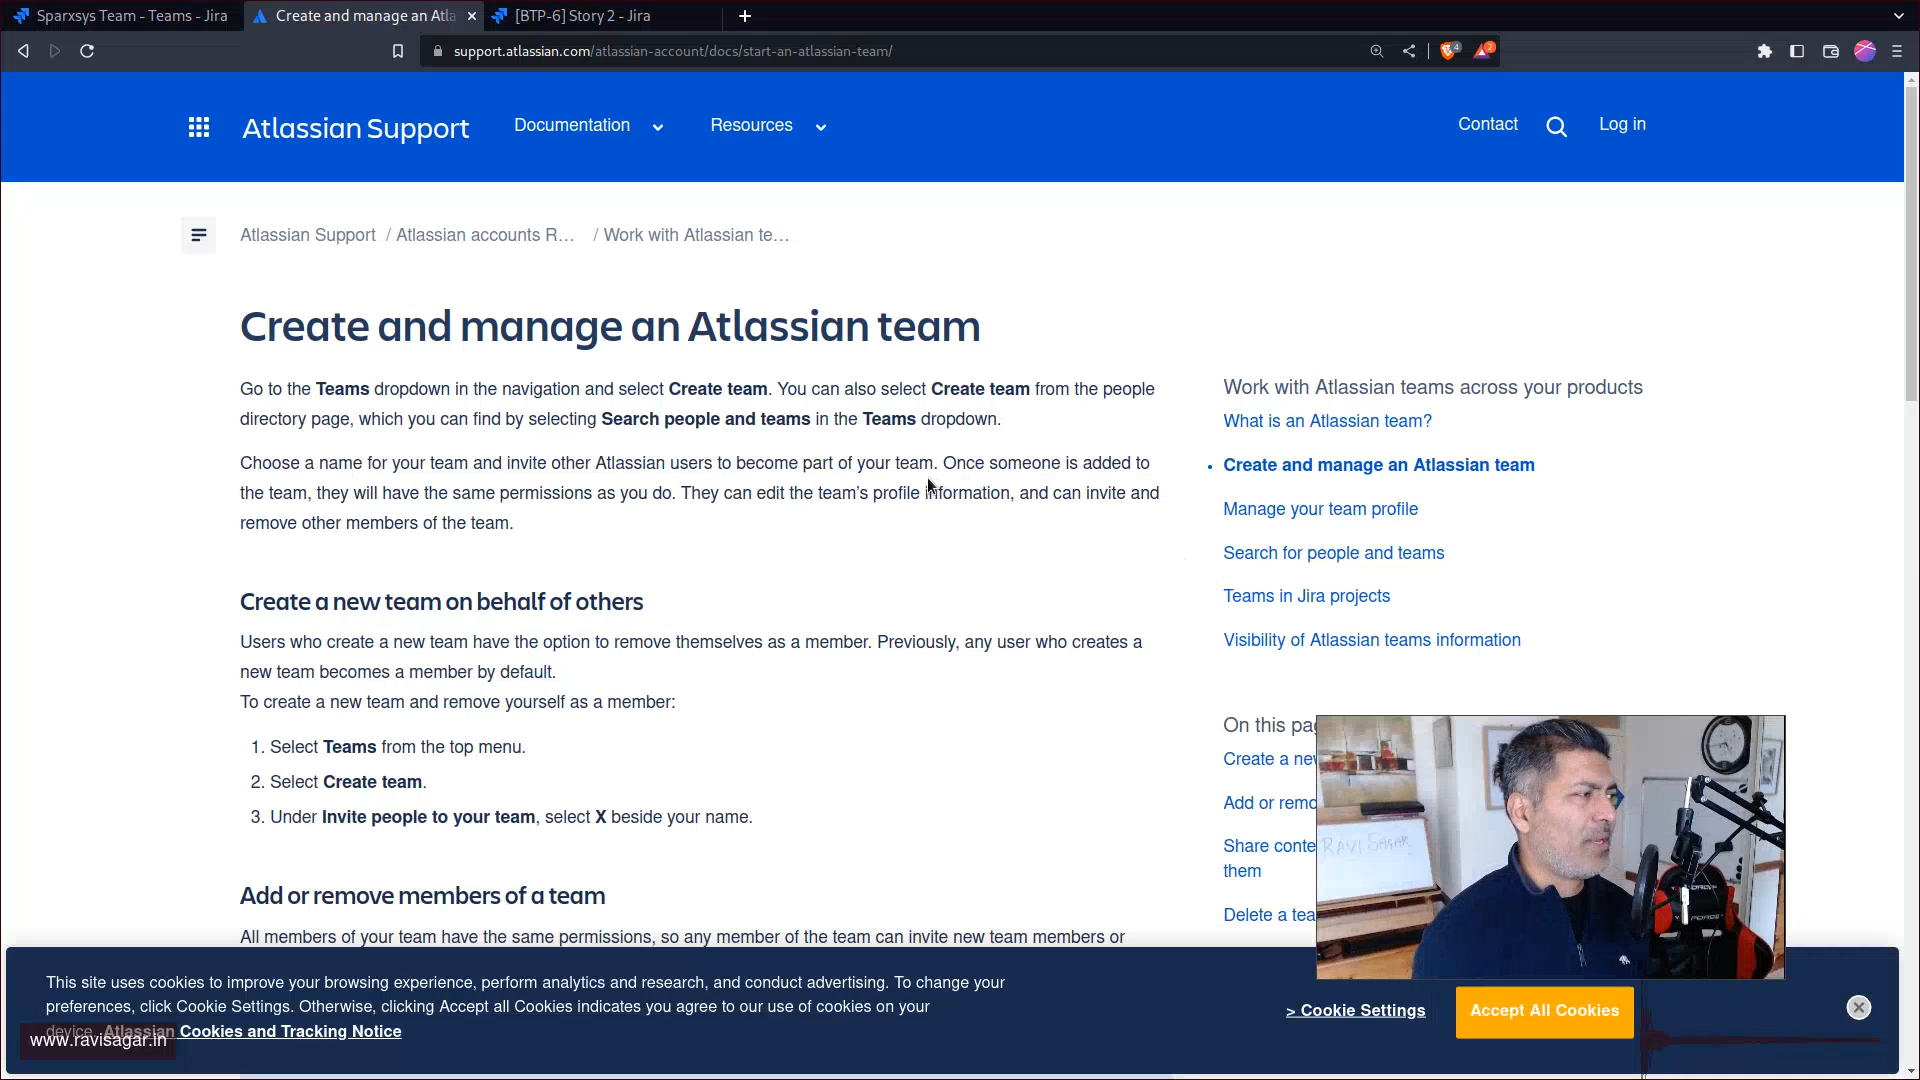 Sparxsys Team - Teams - Jira
Create and manage an Atla
[BTP-6] Story 2 - Jira
support.atlassian.com/atlassian-account/docs/start-an-atlassian-team/
4
2
Atlassian Support
Documentation
Resources
Contact
Log in
Atlassian Support / Atlassian accounts R... / Work with Atlassian te...
Create and manage an Atlassian team
Go to the Teams dropdown in the navigation and select Create team. You can also select Create team from the people
directory page, which you can find by selecting Search people and teams in the Teams dropdown.
Choose a name for your team and invite other Atlassian users to become part of your team. Once someone is added to
the team, they will have the same permissions as you do. They can edit the team's profile information, and can invite and
remove other members of the team.
Create a new team on behalf of others
Users who create a new team have the option to remove themselves as a member. Previously, any user who creates a
new team becomes a member by default.
To create a new team and remove yourself as a member:
1. Select Teams from the top menu.
2. Select Create team.
3. Under Invite people to your team, select X beside your name.
Add or remove members of a team
All members of your team have the same permissions, so any member of the team can invite new team members or
Work with Atlassian teams across your products
What is an Atlassian team?
Create and manage an Atlassian team
Manage your team profile
Search for people and teams
Teams in Jira projects
Visibility of Atlassian teams information
On this pag
Create a nev
Add or remo
Share conte
them
Delete a tea
RAVI SAGAR
This site uses cookies to improve your browsing experience, perform analytics and research, and conduct advertising. To change your
preferences, click Cookie Settings. Otherwise, clicking Accept all Cookies indicates you agree to our use of cookies on your
device. Atlassian Cookies and Tracking Notice
> Cookie Settings
Accept All Cookies
www.ravisagar.in